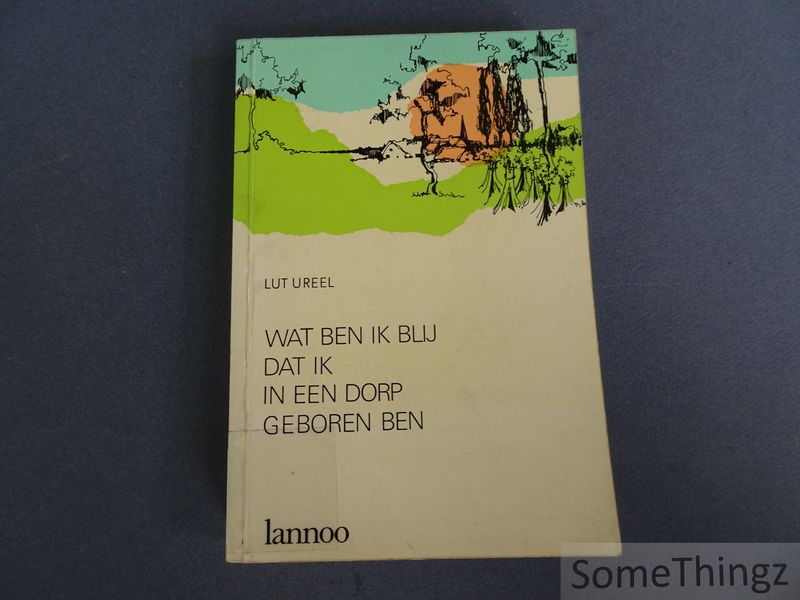 LUT UREEL
WAT BEN IK BLIJ
DAT IK
IN EEN DORP
GEBOREN BEN
lannoo
SomeThingz